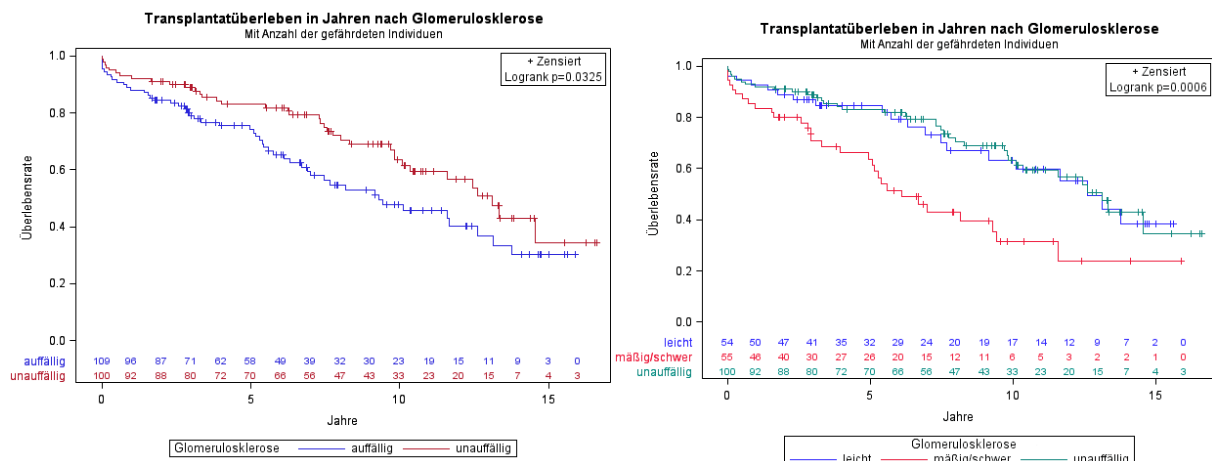 Transplantatüberleben in Jahren nach Glomerulosklerose
Mit Anzahl der gefährdeten Individuen
1.0
0.8
0.6
0.4
0.2
0.0
Überlebensrate
+ Zensiert
Logrank p=0.0325
auffällig 109 96 87 71 62 58 49 39 32 30 23 19 15 11 9 3 0
unauffällig 100 92 88 80 72 70 66 56 47 43 33 23 20 15 7 4 3
0 5 10 15
Jahre
Glomerulosklerose auffällig unauffällig
Transplantatüberleben in Jahren nach Glomerulosklerose
Mit Anzahl der gefährdeten Individuen
1.0
0.8
0.6
0.4
0.2
0.0
Überlebensrate
+ Zensiert
Logrank p=0.0006
leicht 54 50 47 41 35 32 29 24 20 19 17 14 12 9 7 2 0
mäßig/schwer 55 46 40 30 27 26 20 15 12 11 6 5 3 2 2 1 0
unauffällig 100 92 88 80 72 70 66 56 47 43 33 23 20 15 7 4 3
0 5 10 15
Jahre
Glomerulosklerose
leicht mäßig/schwer unauffällig